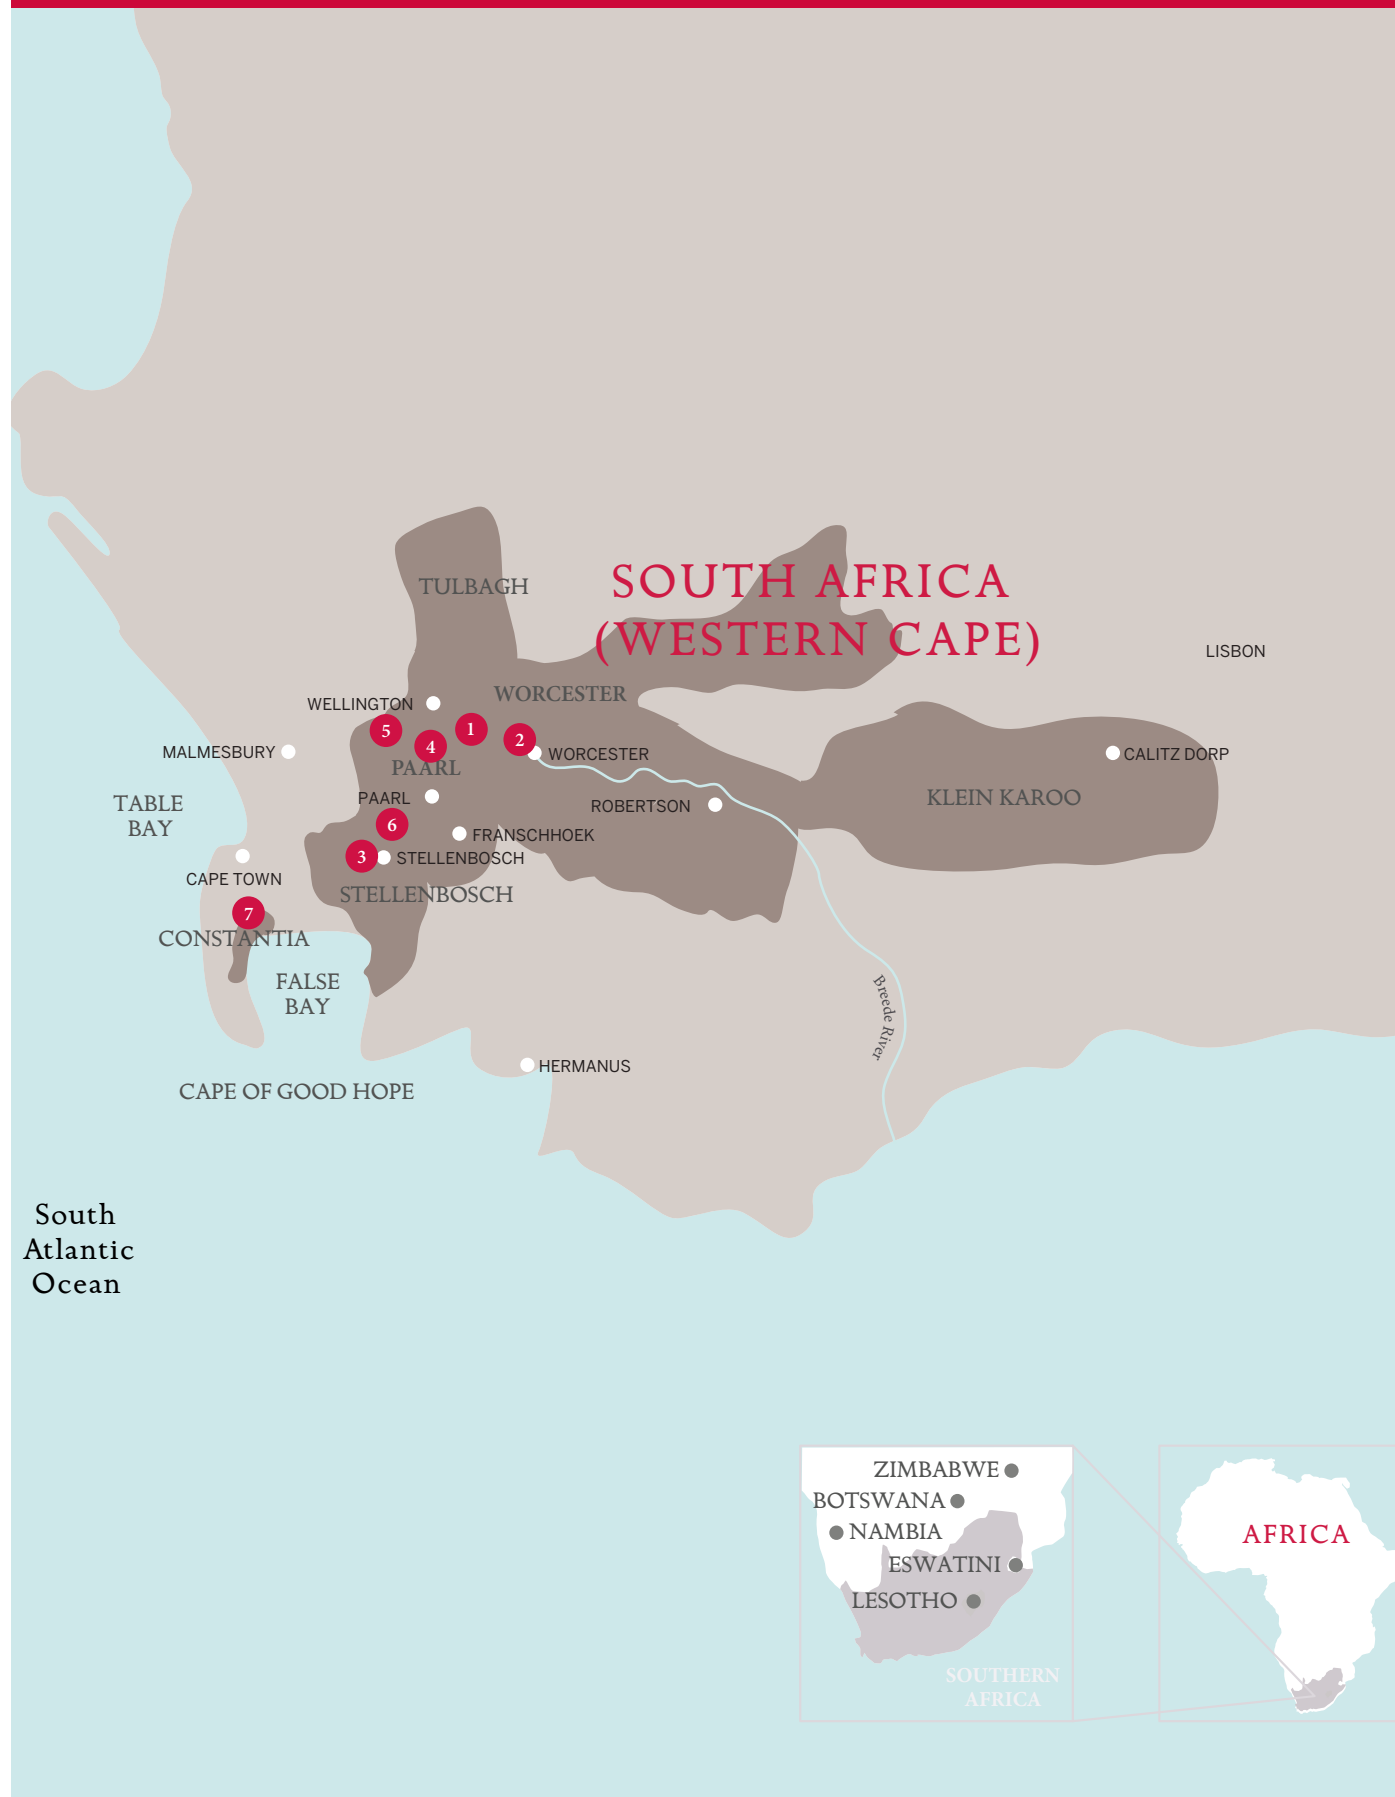 TULBAGH
SOUTH AFRICA
(WESTERN CAPE)
LISBON
WORCESTER
WELLINGTON
5
4
1
2
MALMESBURY
WORCESTER
CALITZ DORP
PAARL
TABLE
BAY
PAARL
ROBERTSON
KLEIN KAROO
6
FRANSCHHOEK
3
STELLENBOSCH
CAPE TOWN
STELLENBOSCH
7
CONSTANTIA
FALSE
BAY
Breede River
HERMANUS
CAPE OF GOOD HOPE
South
Atlantic
Ocean
ZIMBABWE
BOTSWANA
NAMBIA
ESWATINI
LESOTHO
SOUTHERN
AFRICA
AFRICA